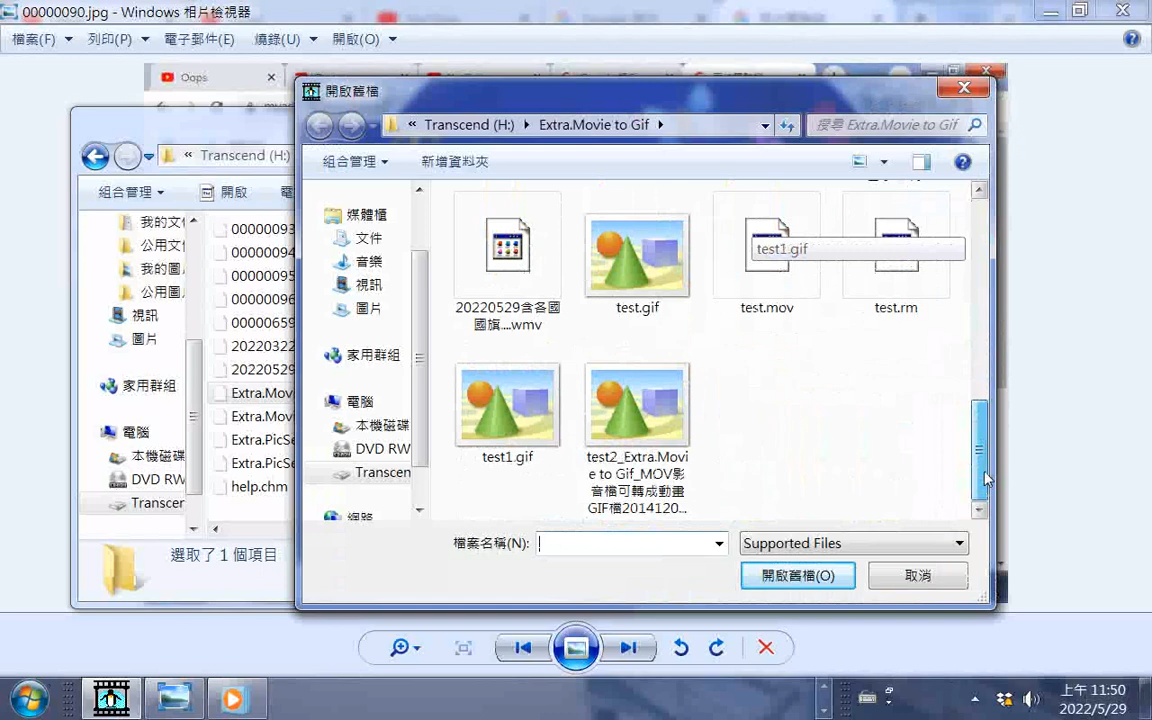 00000090.jpg - Windows 相片檢視器
檔案(F) 列印(P) 電子郵件(E) 燒錄(U) 開啟(O)
Oops
開啟舊檔
« Transcend (H:) Extra.Movie to Gif
搜尋 Extra.Movie to Gif
« Transcend (H:)
組合管理 新增資料夾
組合管理 開啟
我的文
公用文
我的圖
公用圖
視訊
圖片
家用群組
電腦
本機磁碟
DVD RW
Transcen
0000093
0000094
0000095
0000096
0000659
20220322
20220529
Extra.Mov
Extra.Mov
Extra.PicSe
Extra.PicSe
help.chm
選取了 1 個項目
媒體櫃
文件
音樂
視訊
圖片
家用群組
電腦
本機磁碟
DVD RW
Transcen
網路
20220529含各國
國旗....wmv
test.gif
test.mov
test.rm
test1.gif
test1.gif
test2_Extra.Movi
e to Gif_MOV影
音檔可轉成動畫
GIF檔2014120...
檔案名稱(N):
Supported Files
開啟舊檔(O)
取消
上午 11:50
2022/5/29